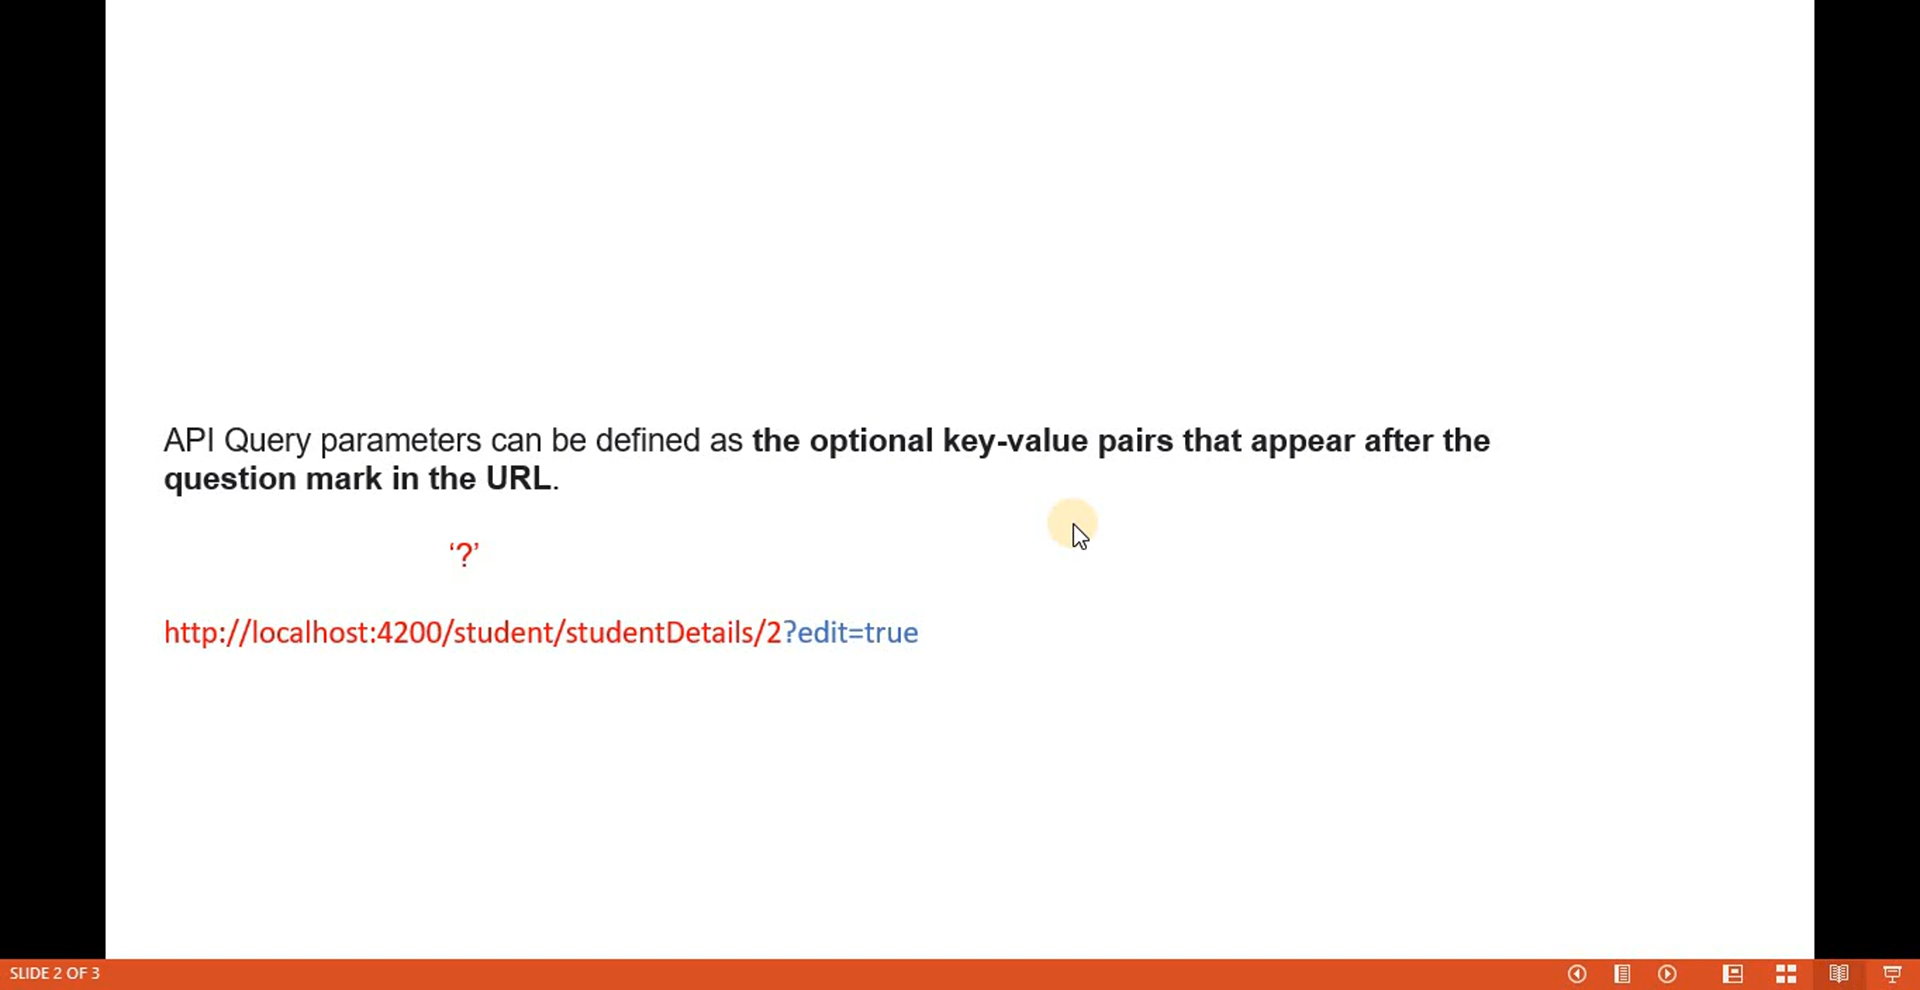 API Query parameters can be defined as the optional key-value pairs that appear after the
question mark in the URL.
‘?’
http://localhost:4200/student/studentDetails/2?edit=true
SLIDE 2 OF 3